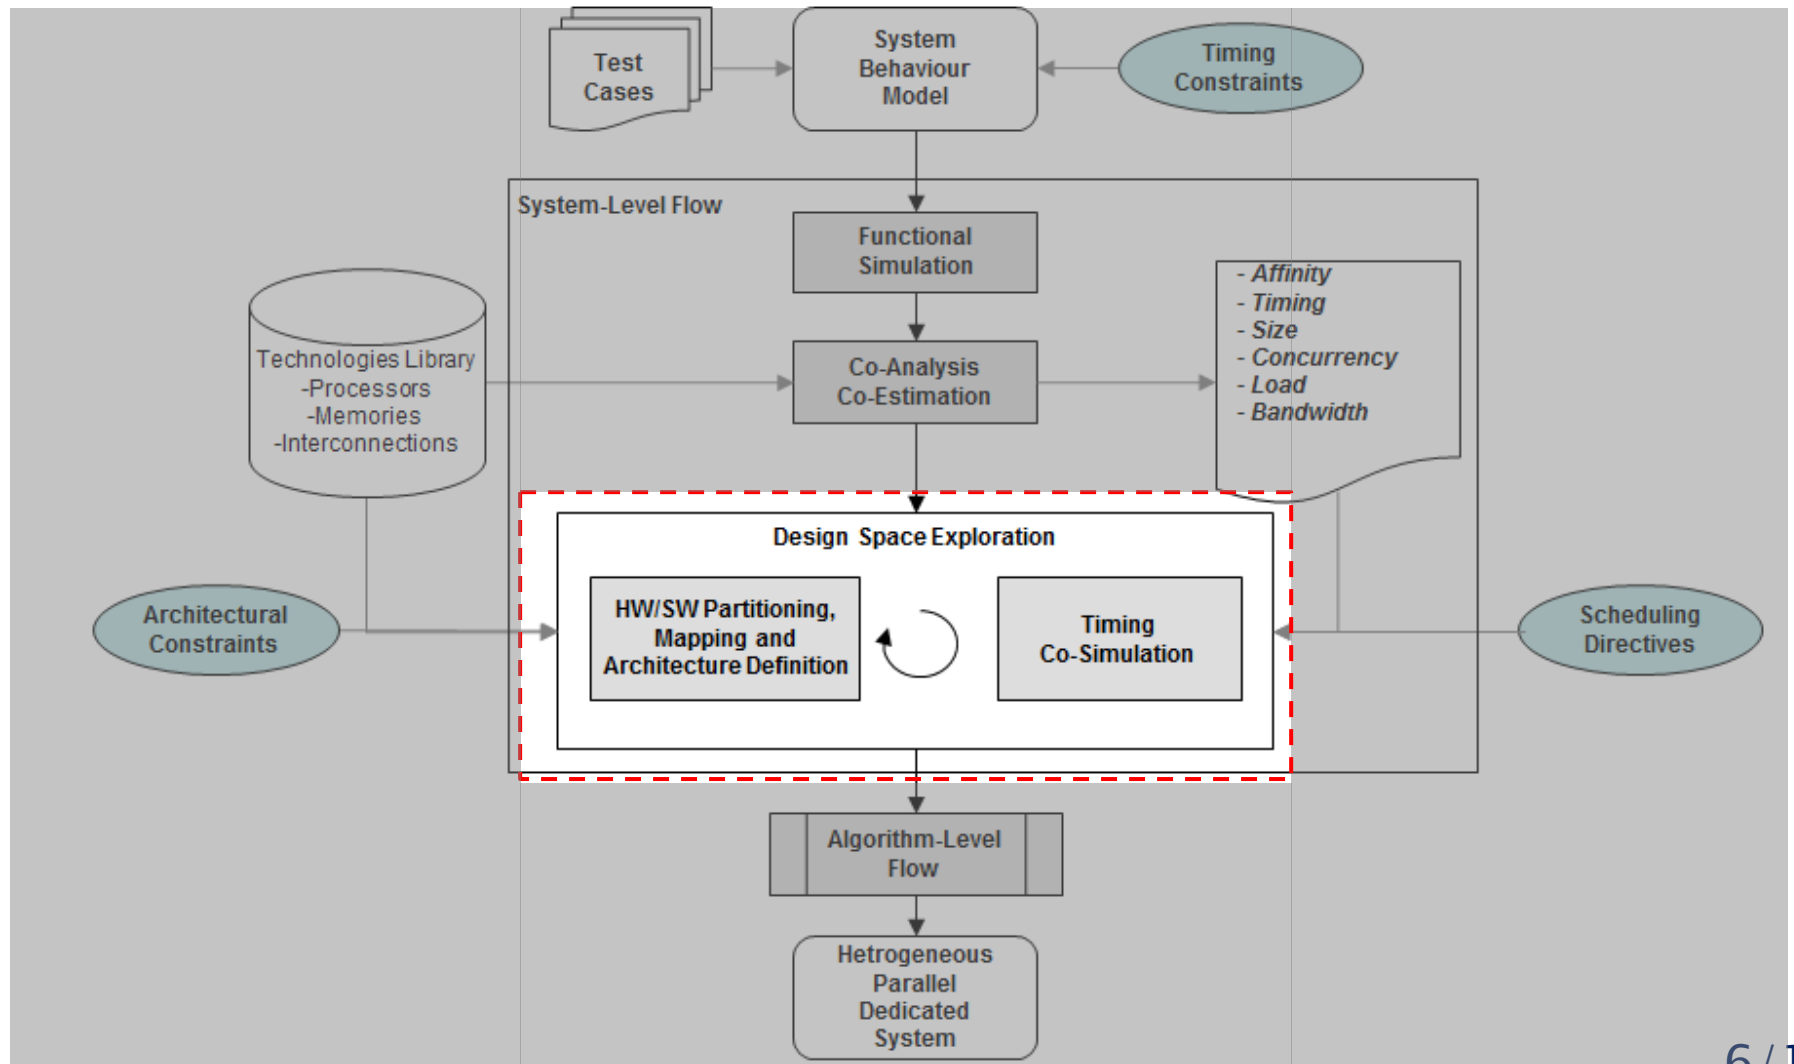 Test
Cases
System
Behaviour
Model
Timing
Constraints
System-Level Flow
Functional
Simulation
- Affinity
- Timing
- Size
- Concurrency
- Load
- Bandwidth
Technologies Library
-Processors
-Memories
-Interconnections
Co-Analysis
Co-Estimation
Design Space Exploration
Architectural
Constraints
HW/SW Partitioning,
Mapping and
Architecture Definition
Timing
Co-Simulation
Scheduling
Directives
Algorithm-Level
Flow
Hetrogeneous
Parallel
Dedicated
System
6 /